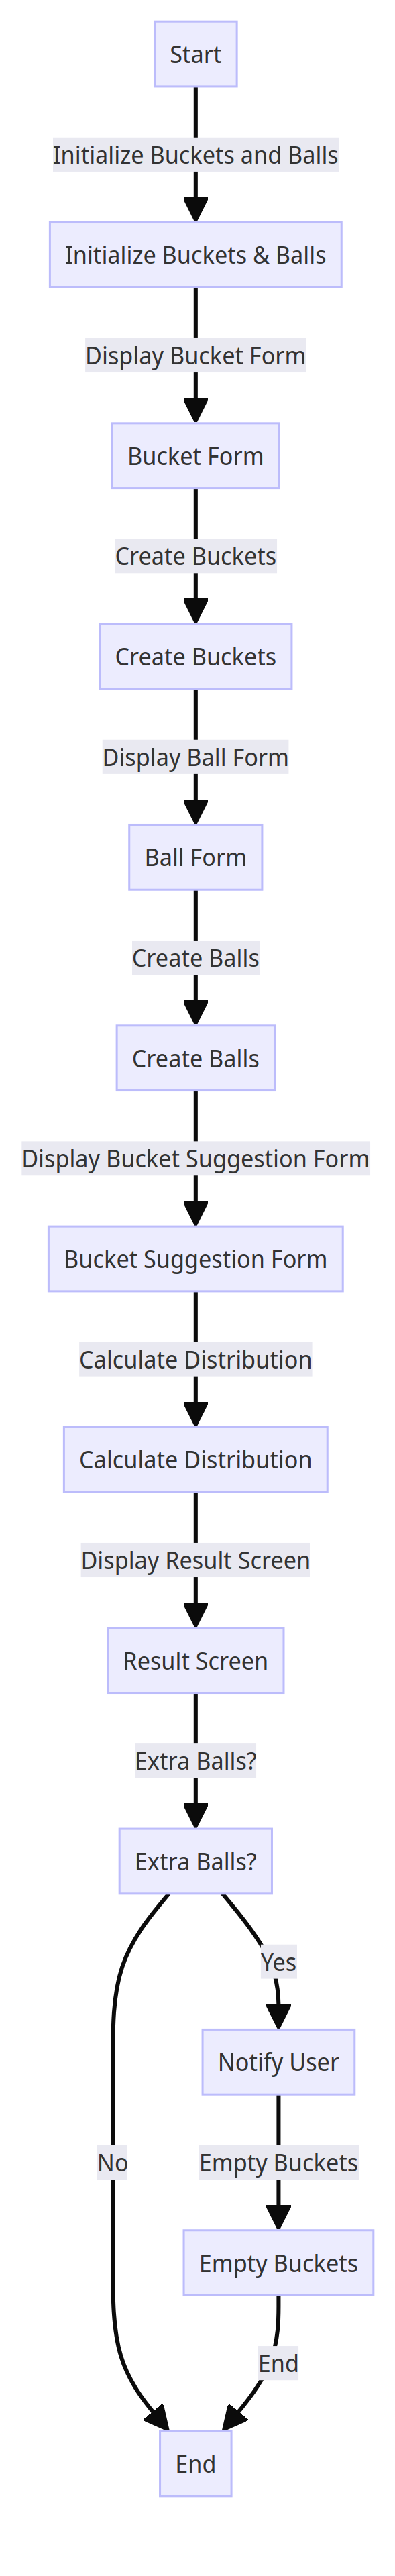 Start
Initialize Buckets and Balls
Initialize Buckets & Balls
Display Bucket Form
Bucket Form
Create Buckets
Create Buckets
Display Ball Form
Ball Form
Create Balls
Create Balls
Display Bucket Suggestion Form
Bucket Suggestion Form
Calculate Distribution
Calculate Distribution
Display Result Screen
Result Screen
Extra Balls?
Extra Balls?
Yes
Notify User
No
Empty Buckets
Empty Buckets
End
End